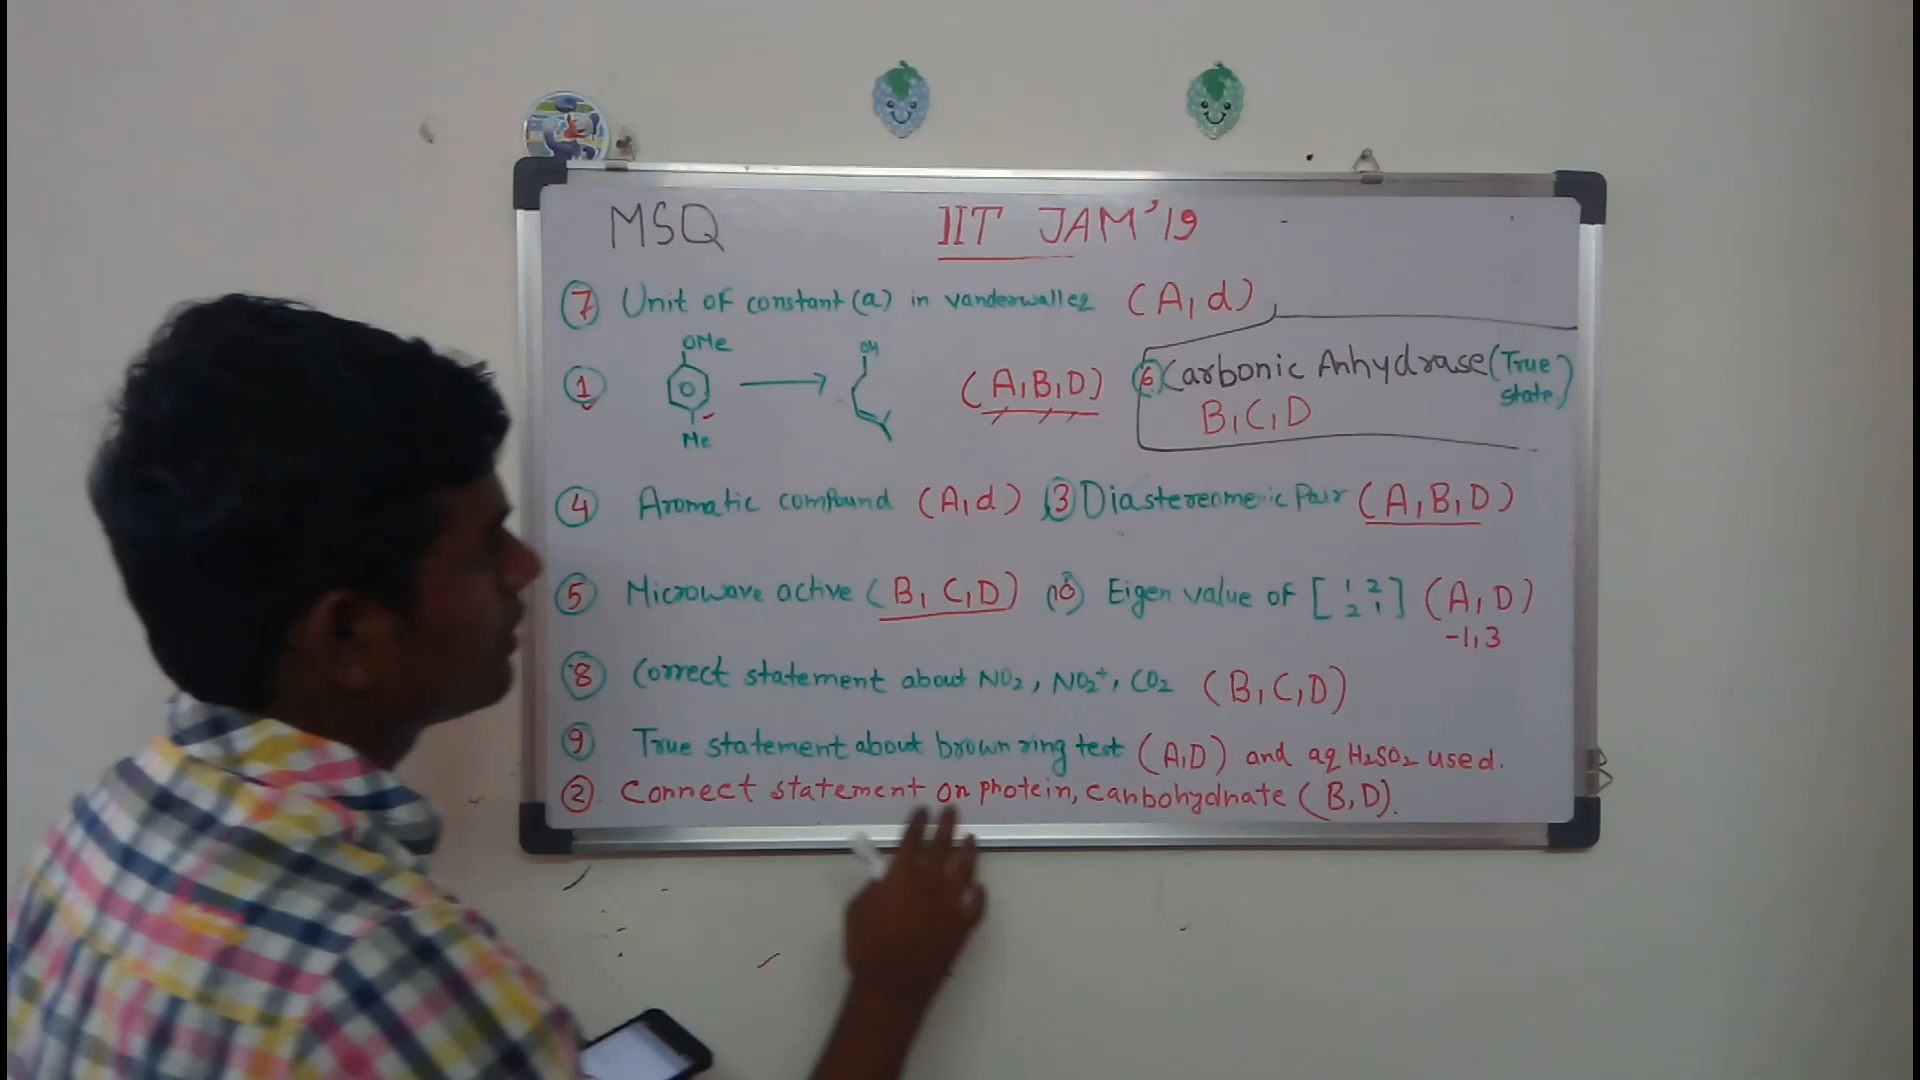 MSQ IIT JAM'19
7 Unit of constant (a) in vanderwallez (A, d)
OMe
OH
1 (A, B, D) 6 Carbonic Anhydrase (True state)
B, C, D
Me
4 Aromatic compound (A, d) 3 Diastereomeric Pair (A, B, D)
5 Microwave active (B, C, D) 10 Eigen value of [1 2 2 1] (A, D)
-1, 3
8 Correct statement about NO₂, NO₂⁺, CO₂ (B, C, D)
9 True statement about brown ring test (A, D) and aq H₂SO₂ used.
2. Correct statement on protein, carbohydrate (B, D).